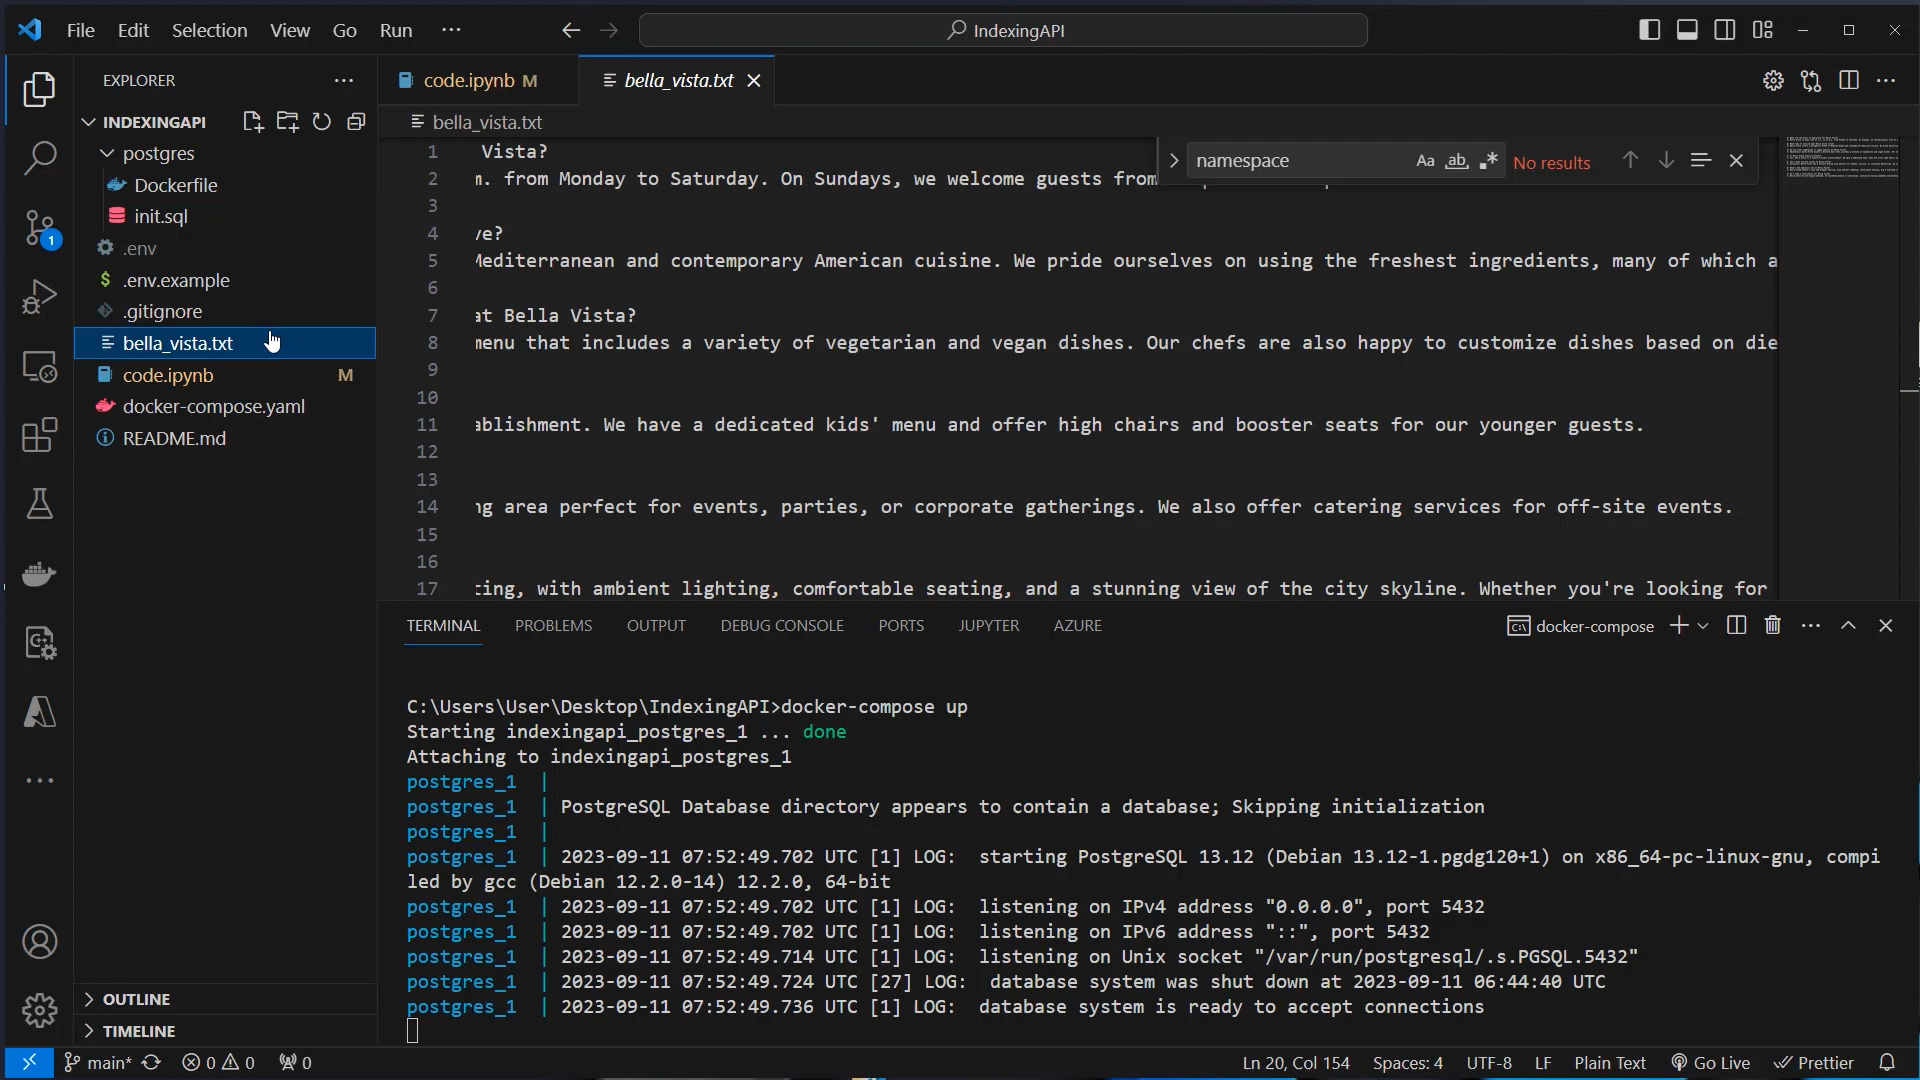 File Edit Selection View Go Run ··· IndexingAPI
EXPLORER ···
INDEXINGAPI
postgres
Dockerfile
init.sql
.env
$ .env.example
.gitignore
bella_vista.txt
code.ipynb M
docker-compose.yaml
README.md
OUTLINE
TIMELINE
1
code.ipynb M bella_vista.txt
bella_vista.txt
namespace Aa ab No results
1 Vista?
2 m. from Monday to Saturday. On Sundays, we welcome guests from
3
4 ve?
5 Mediterranean and contemporary American cuisine. We pride ourselves on using the freshest ingredients, many of which a
6
7 at Bella Vista?
8 menu that includes a variety of vegetarian and vegan dishes. Our chefs are also happy to customize dishes based on die
9
10
11 ablishment. We have a dedicated kids' menu and offer high chairs and booster seats for our younger guests.
12
13
14 ng area perfect for events, parties, or corporate gatherings. We also offer catering services for off-site events.
15
16
17 ting, with ambient lighting, comfortable seating, and a stunning view of the city skyline. Whether you're looking for
TERMINAL PROBLEMS OUTPUT DEBUG CONSOLE PORTS JUPYTER AZURE docker-compose
C:\Users\User\Desktop\IndexingAPI>docker-compose up
Starting indexingapi_postgres_1 ... done
Attaching to indexingapi_postgres_1
postgres_1 |
postgres_1 | PostgreSQL Database directory appears to contain a database; Skipping initialization
postgres_1 |
postgres_1 | 2023-09-11 07:52:49.702 UTC [1] LOG: starting PostgreSQL 13.12 (Debian 13.12-1.pgdg120+1) on x86_64-pc-linux-gnu, compi
led by gcc (Debian 12.2.0-14) 12.2.0, 64-bit
postgres_1 | 2023-09-11 07:52:49.702 UTC [1] LOG: listening on IPv4 address "0.0.0.0", port 5432
postgres_1 | 2023-09-11 07:52:49.702 UTC [1] LOG: listening on IPv6 address "::", port 5432
postgres_1 | 2023-09-11 07:52:49.714 UTC [1] LOG: listening on Unix socket "/var/run/postgresql/.s.PGSQL.5432"
postgres_1 | 2023-09-11 07:52:49.724 UTC [27] LOG: database system was shut down at 2023-09-11 06:44:40 UTC
postgres_1 | 2023-09-11 07:52:49.736 UTC [1] LOG: database system is ready to accept connections
main* 0 0 0 Ln 20, Col 154 Spaces: 4 UTF-8 LF Plain Text Go Live Prettier